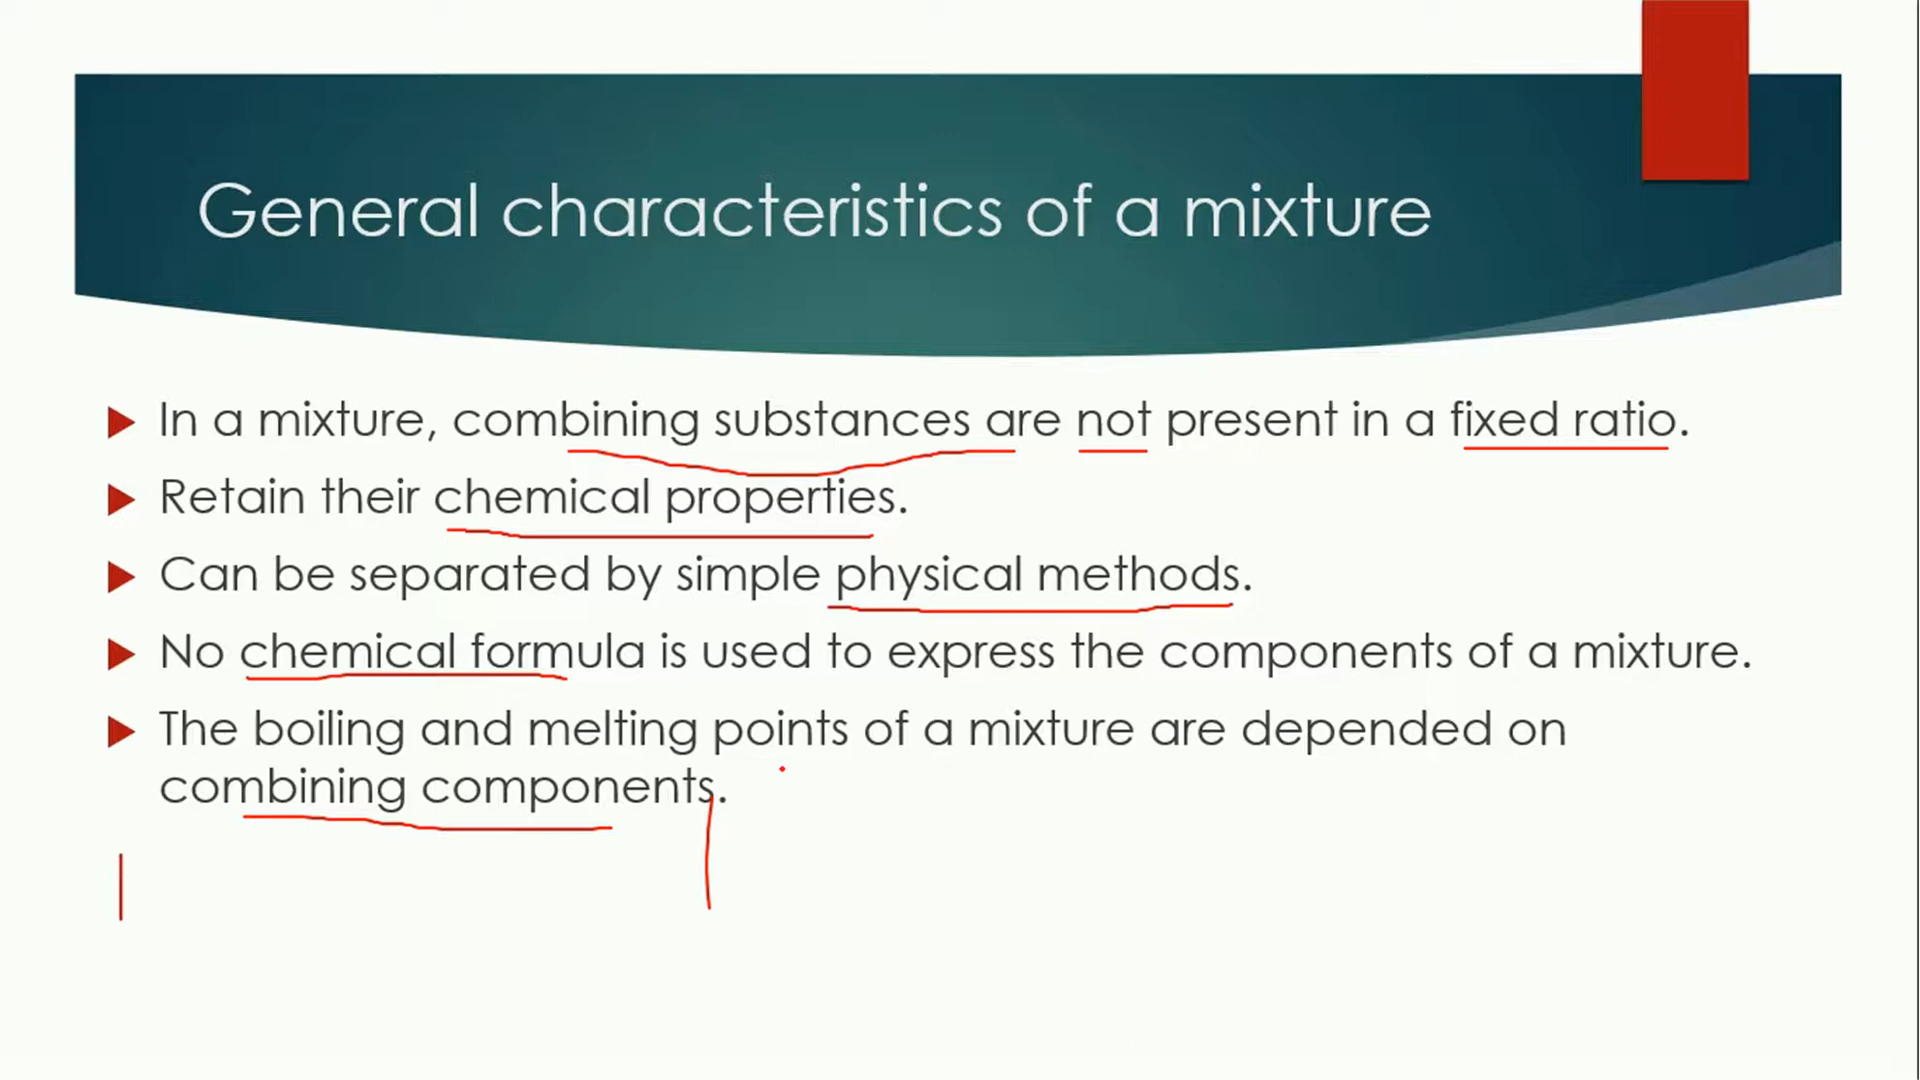 General characteristics of a mixture
In a mixture, combining substances are not present in a fixed ratio.
Retain their chemical properties.
Can be separated by simple physical methods.
No chemical formula is used to express the components of a mixture.
The boiling and melting points of a mixture are depended on
combining components.